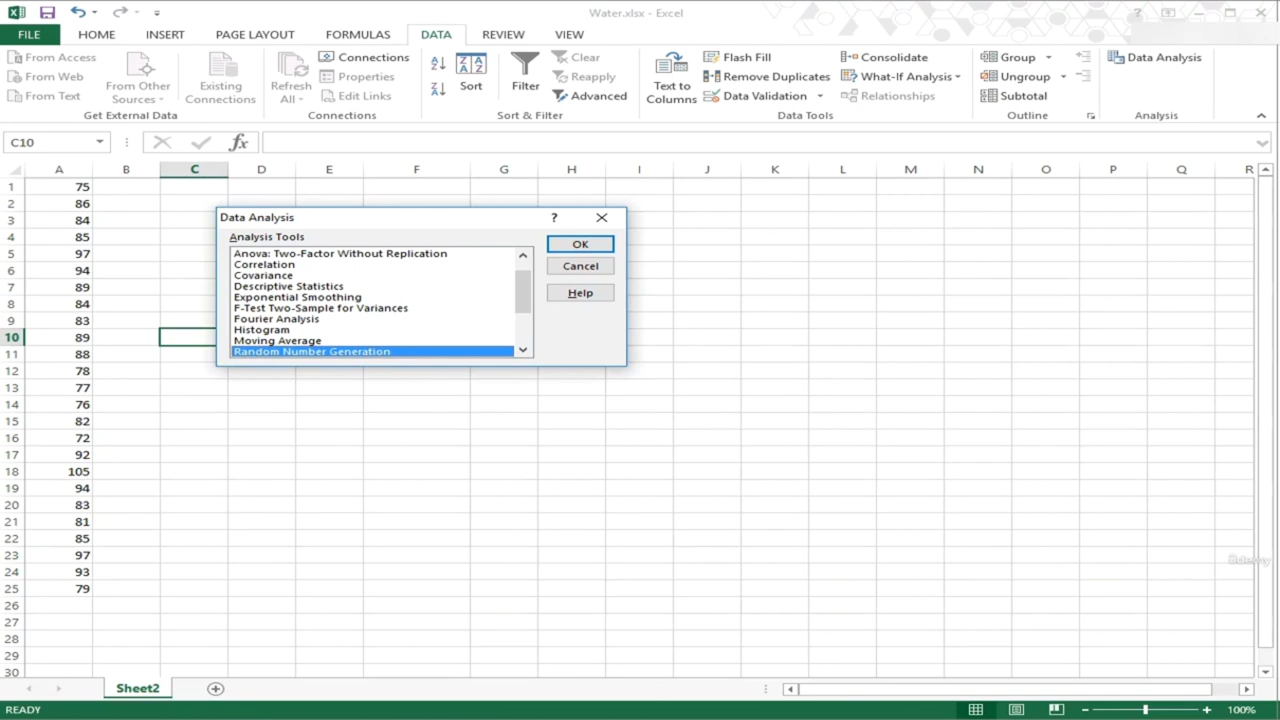 Water.xlsx - Excel
FILE HOME INSERT PAGE LAYOUT FORMULAS DATA REVIEW VIEW
From Access
From Web
From Text
From Other Sources
Existing Connections
Get External Data
Refresh All
Connections
Properties
Edit Links
Connections
Sort
Filter
Clear
Reapply
Advanced
Sort & Filter
Text to Columns
Flash Fill
Remove Duplicates
Data Validation
Consolidate
What-If Analysis
Relationships
Data Tools
Group
Ungroup
Subtotal
Outline
Data Analysis
Analysis
C10
fx
A B C D E F G H I J K L M N O P Q R
1 75
2 86
3 84
4 85
5 97
6 94
7 89
8 84
9 83
10 89
11 88
12 78
13 77
14 76
15 82
16 72
17 92
18 105
19 94
20 83
21 81
22 85
23 97
24 93
25 79
26
27
28
29
30
Data Analysis
?
Analysis Tools
Anova: Two-Factor Without Replication
Correlation
Covariance
Descriptive Statistics
Exponential Smoothing
F-Test Two-Sample for Variances
Fourier Analysis
Histogram
Moving Average
Random Number Generation
OK
Cancel
Help
Udemy
Sheet2
READY
100%